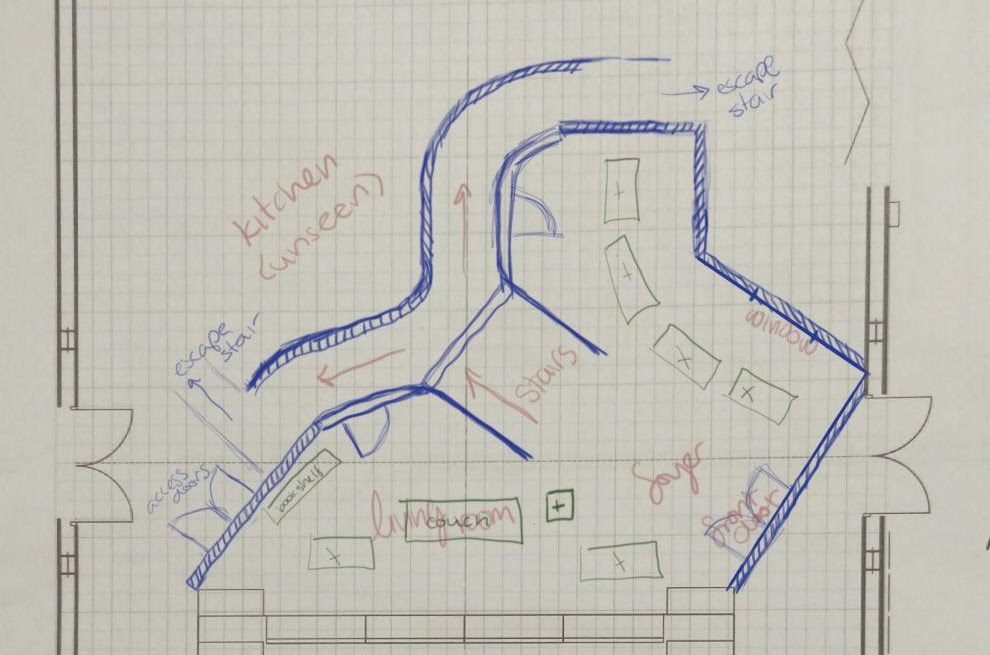 escape
stair
kitchen
(unseen)
escape
stair
window
stairs
access
doors
book shelf
living room
couch
foyer
front
door